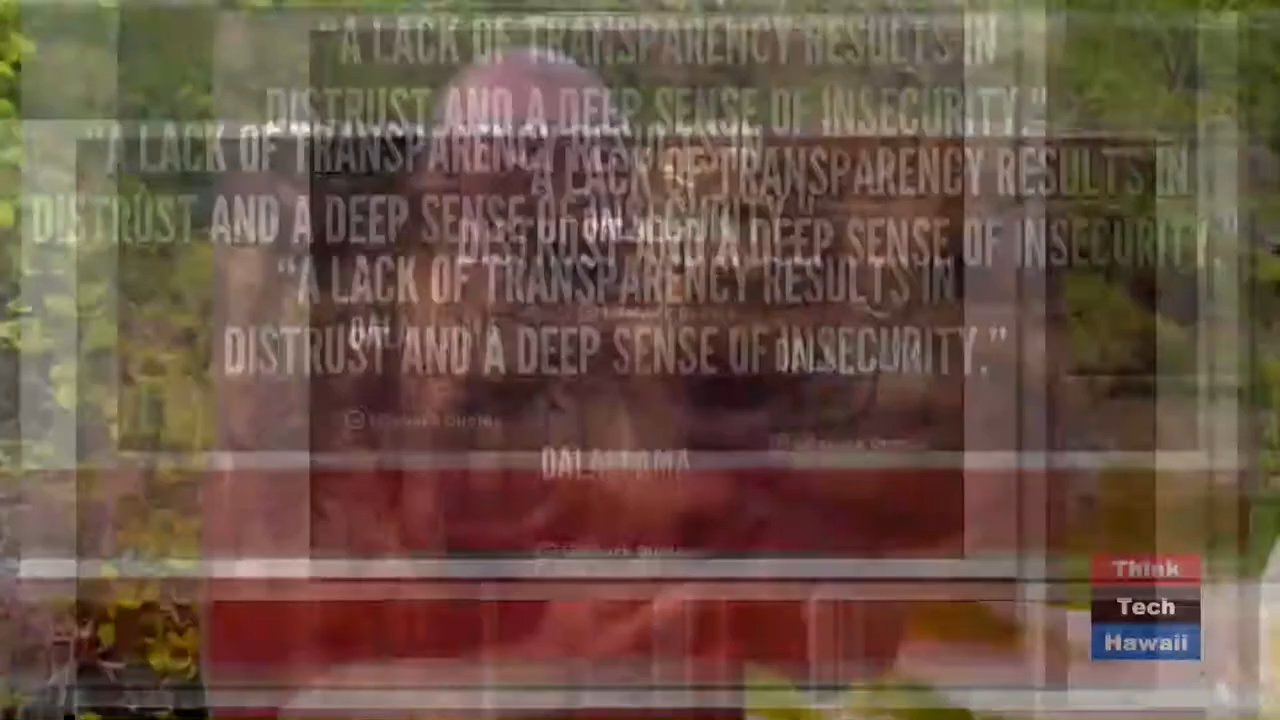 “A LACK OF TRANSPARENCY RESULTS IN
DISTRUST AND A DEEP SENSE OF INSECURITY.”
“A LACK OF TRANSPARENCY RESULTS IN
A LACK OF TRANSPARENCY RESULTS IN
DISTRUST AND A DEEP SENSE OF INSECURITY.”
DISTRUST AND A DEEP SENSE OF INSECURITY.”
“A LACK OF TRANSPARENCY RESULTS IN
DISTRUST AND A DEEP SENSE OF INSECURITY.”
DALAI LAMA
Think
Tech
Hawaii